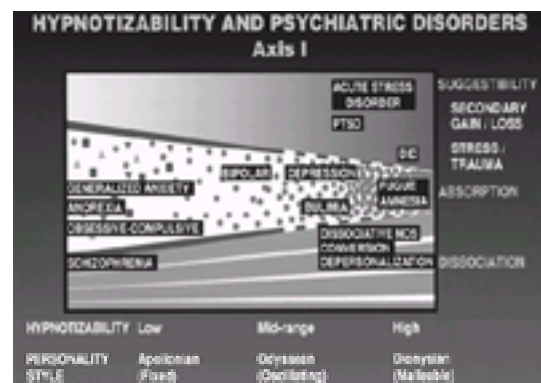 HYPNOTIZABILITY AND PSYCHIATRIC DISORDERS
Axis I
ACUTE STRESS
DISORDER
PTSD
DID
BIPOLAR
DEPRESSION
GENERALIZED ANXIETY
FUGUE
AMNESIA
ANOREXIA
BULIMIA
OBSESSIVE-COMPULSIVE
DISSOCIATIVE NOS
CONVERSION
SCHIZOPHRENIA
DEPERSONALIZATION
SUGGESTIBILITY
SECONDARY
GAIN / LOSS
STRESS /
TRAUMA
ABSORPTION
DISSOCIATION
HYPNOTIZABILITY Low Mid-range High
PERSONALITY Apollonian Odyssean Dionysian
STYLE (Fixed) (Oscillating) (Malleable)